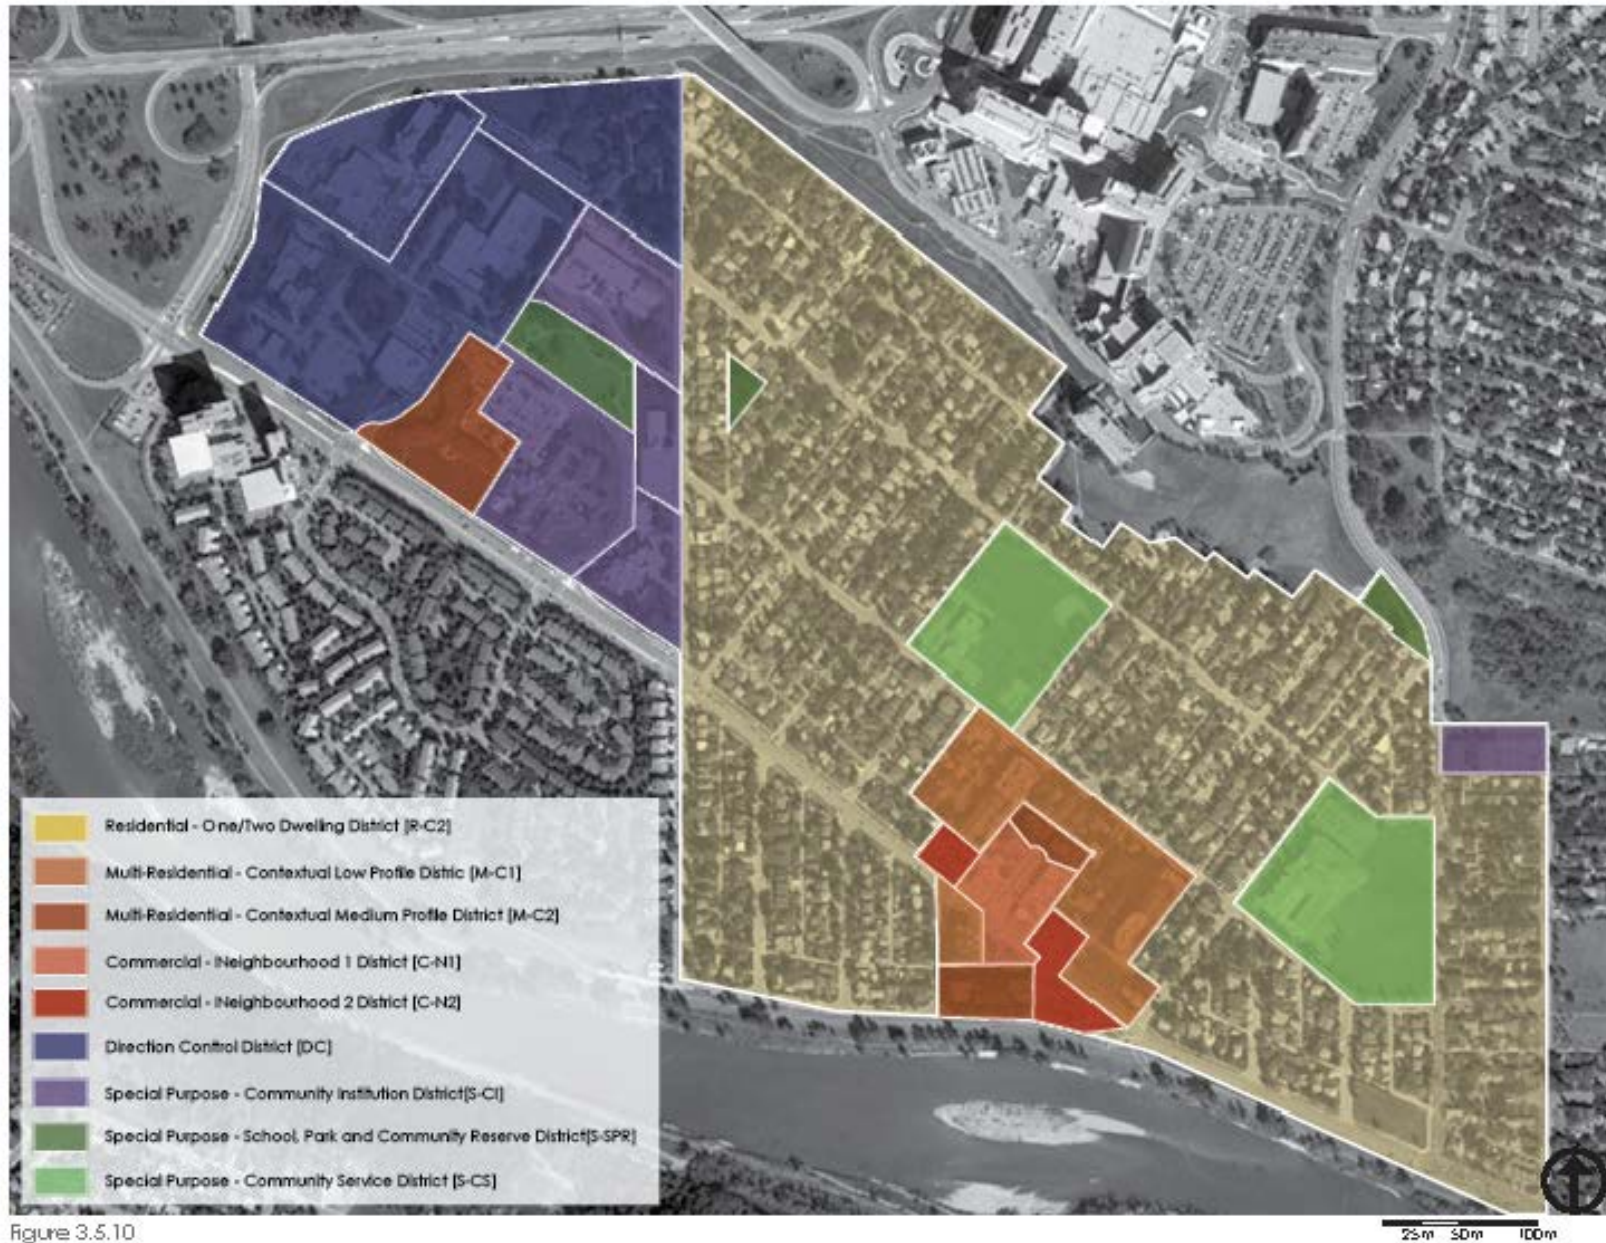 Residential - One/Two Dwelling District [R-C2]
Multi-Residential - Contextual Low Profile Distric [M-C1]
Multi-Residential - Contextual Medium Profile District [M-C2]
Commercial - Neighbourhood 1 District [C-N1]
Commercial - Neighbourhood 2 District [C-N2]
Direction Conttrol District [DC]
Special Purpose - Community Institution District[S-CI]
Special Purpose - School, Park and Community Reserve District[S-SPR]
Special Purpose - Community Service District [S-CS]
Figure 3.5.10
25m 50m 100m